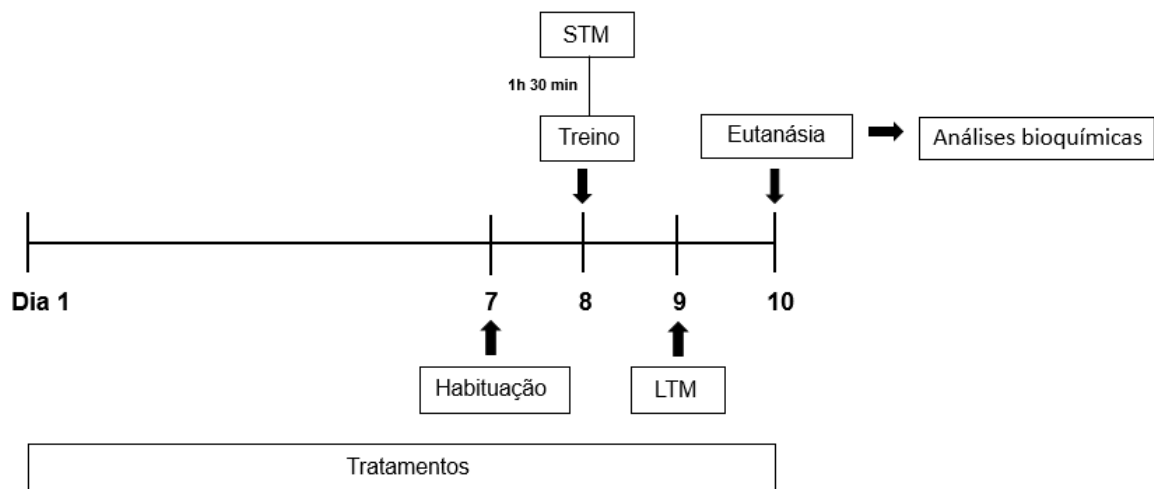 STM
1h 30 min
Treino
Eutanásia
Análises bioquímicas
Dia 1
7
8
9
10
Habituação
LTM
Tratamentos